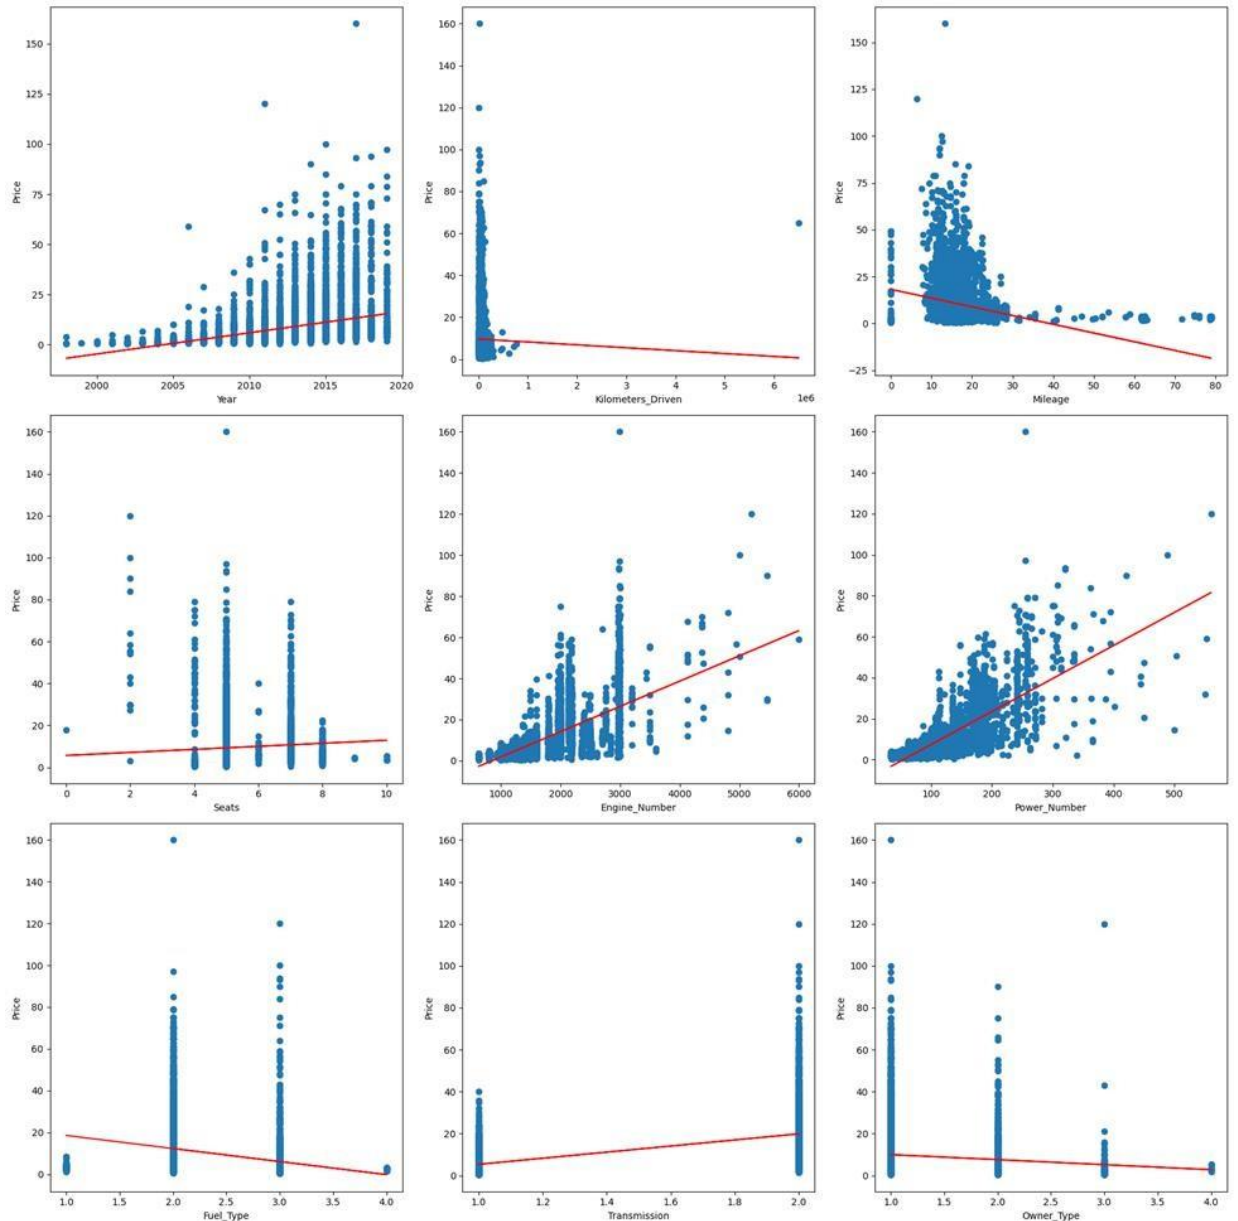 160
150 140
125 120
100 100
75 80
50 60
25 40
0 20
0
2000 2005 2010 2015 2020
Year
Price
0 1 2 3 4 5 6
1e6
Kilometers_Driven
Price
150
125
100
75
50
25
0
−25
0 10 20 30 40 50 60 70 80
Mileage
Price
160
140
120
100
80
60
40
20
0
0 2 4 6 8 10
Seats
Price
160
140
120
100
80
60
40
20
0
1000 2000 3000 4000 5000 6000
Engine_Number
Price
160
140
120
100
80
60
40
20
0
100 200 300 400 500
Power_Number
Price
160
140
120
100
80
60
40
20
0
1.0 1.5 2.0 2.5 3.0 3.5 4.0
Fuel_Type
Price
160
140
120
100
80
60
40
20
0
1.0 1.2 1.4 1.6 1.8 2.0
Transmission
Price
160
140
120
100
80
60
40
20
0
1.0 1.5 2.0 2.5 3.0 3.5 4.0
Owner_Type
Price